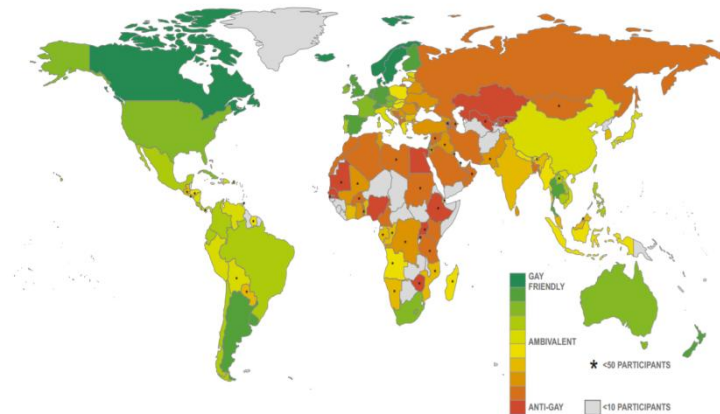 GAY
FRIENDLY
AMBIVALENT
* <50 PARTICIPANTS
ANTI-GAY
<10 PARTICIPANTS